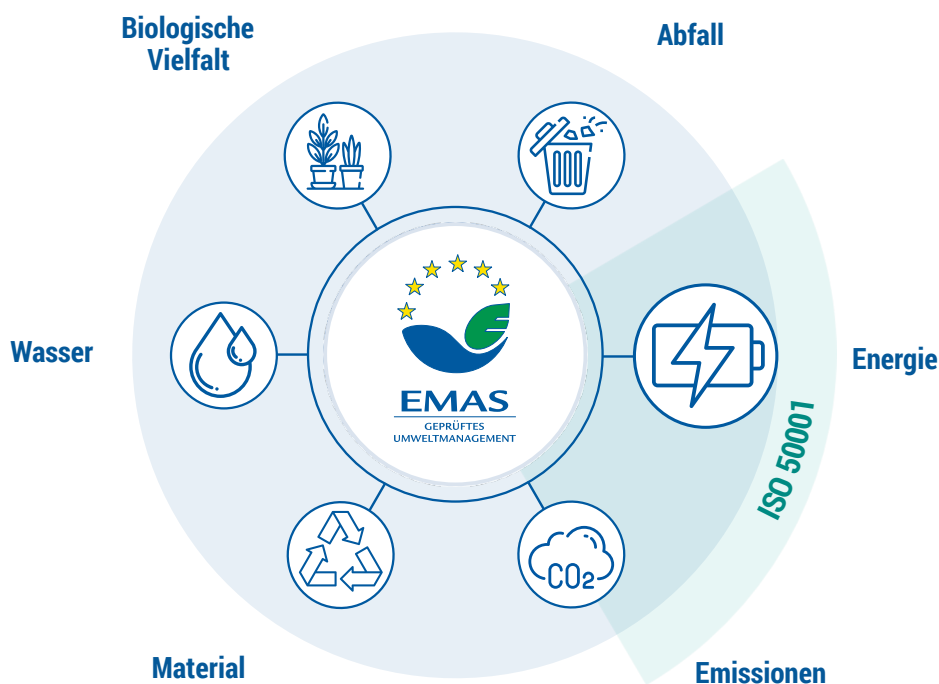 Biologische
Vielfalt
Abfall
Wasser
EMAS
GEPRÜFTES
UMWELTMANAGEMENT
Energie
ISO 50001
CO2
Material
Emissionen